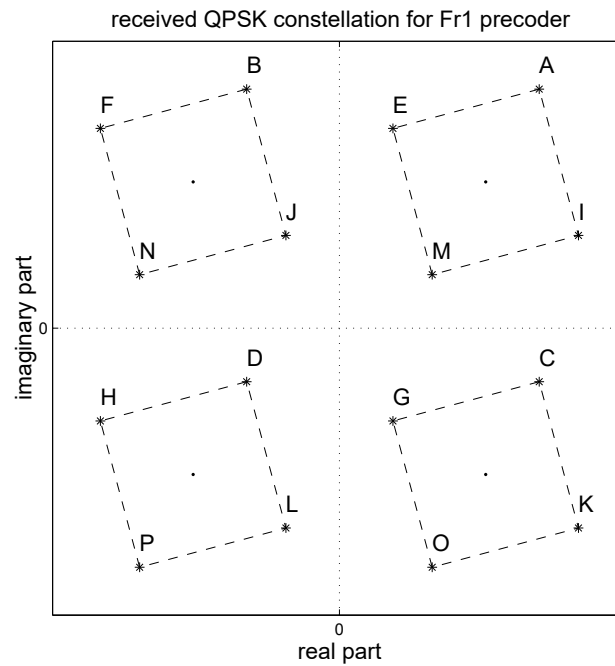 received QPSK constellation for Fr1 precoder
B A
F E
J I
N M
imaginary part
0
D C
H G
L K
P O
0
real part